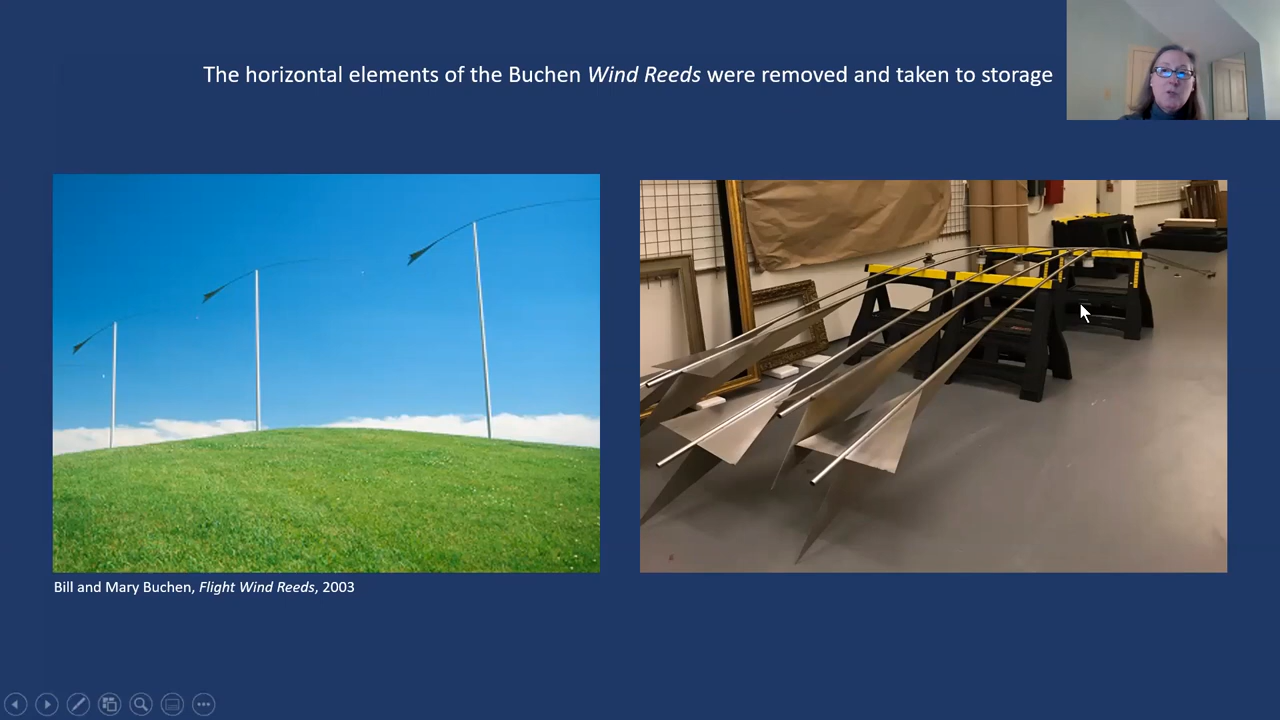 The horizontal elements of the Buchen Wind Reeds were removed and taken to storage
Bill and Mary Buchen, Flight Wind Reeds, 2003